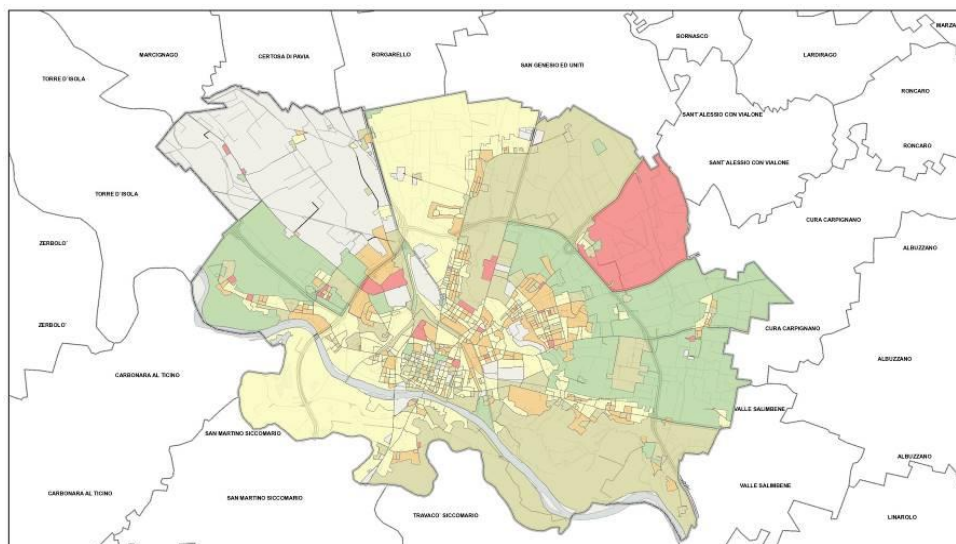 BORNASCO
MARZA
MARCIGNAGO
CERTOSA DI PAVIA
BORGARELLO
LARDIRAGO
SAN GENESIO ED UNITI
TORRE D'ISOLA
RONCARO
SANT'ALESSIO CON VIALONE
RONCARO
SANT'ALESSIO CON VIALONE
TORRE D'ISOLA
CURA CARPIGNANO
ZERBOLO'
ALBUZZANO
ZERBOLO'
CURA CARPIGNANO
ALBUZZANO
CARBONARA AL TICINO
VALLE SALIMBENE
SAN MARTINO SICCOMARIO
ALBUZZANO
VALLE SALIMBENE
CARBONARA AL TICINO
SAN MARTINO SICCOMARIO
TRAVACO' SICCOMARIO
LINAROLO